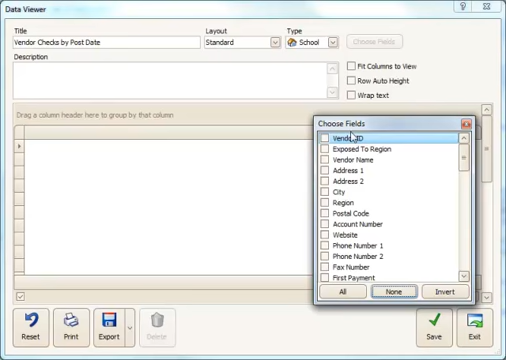 Data Viewer
?
Title
Layout
Type
Vendor Checks by Post Date
Standard
School
Choose Fields
Description
Fit Columns to View
Row Auto Height
Wrap text
Drag a column header here to group by that column
Choose Fields
Vendor ID
Exposed To Region
Vendor Name
Address 1
Address 2
City
Region
Postal Code
Account Number
Website
Phone Number 1
Phone Number 2
Fax Number
First Payment
All
None
Invert
Reset
Print
Export
Delete
Save
Exit